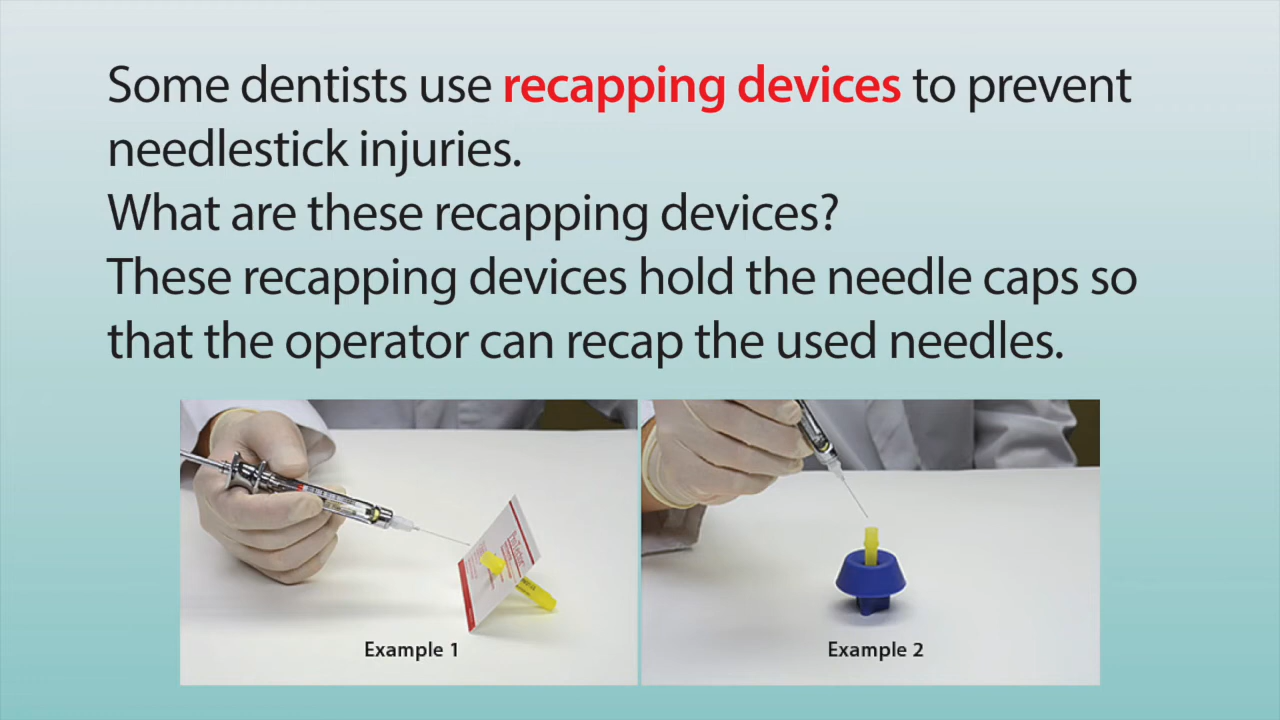 Some dentists use recapping devices to prevent
needlestick injuries.
What are these recapping devices?
These recapping devices hold the needle caps so
that the operator can recap the used needles.
Example 1
Example 2